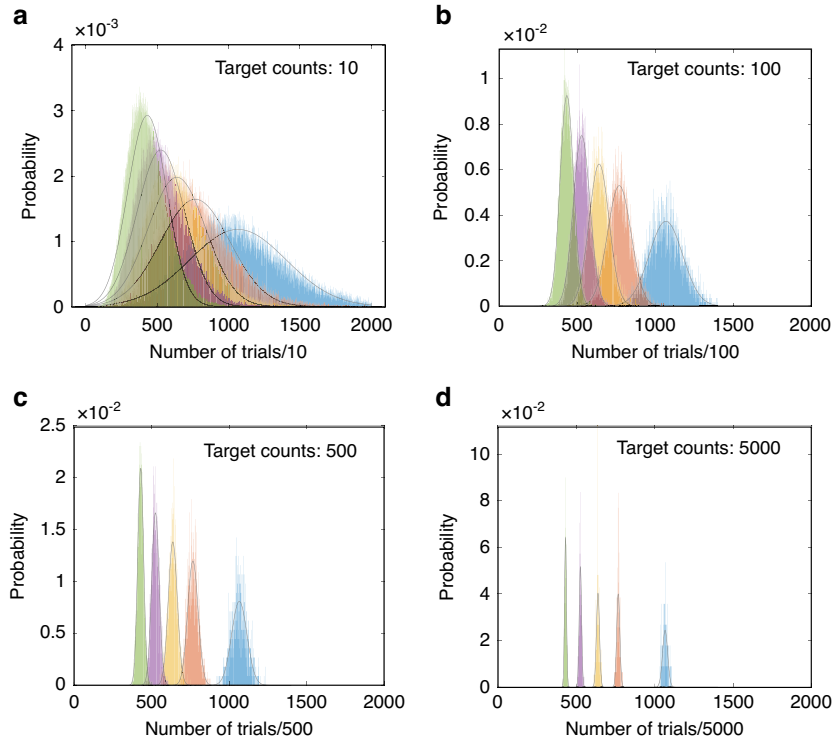 a
×10⁻³
4
3
2
1
0
Probability
Target counts: 10
0 500 1000 1500 2000
Number of trials/10
b
×10⁻²
1
0.8
0.6
0.4
0.2
0
Probability
Target counts: 100
0 500 1000 1500 2000
Number of trials/100
c
×10⁻²
2.5
2
1.5
1
0.5
0
Probability
Target counts: 500
0 500 1000 1500 2000
Number of trials/500
d
×10⁻²
10
8
6
4
2
0
Probability
Target counts: 5000
0 500 1000 1500 2000
Number of trials/5000